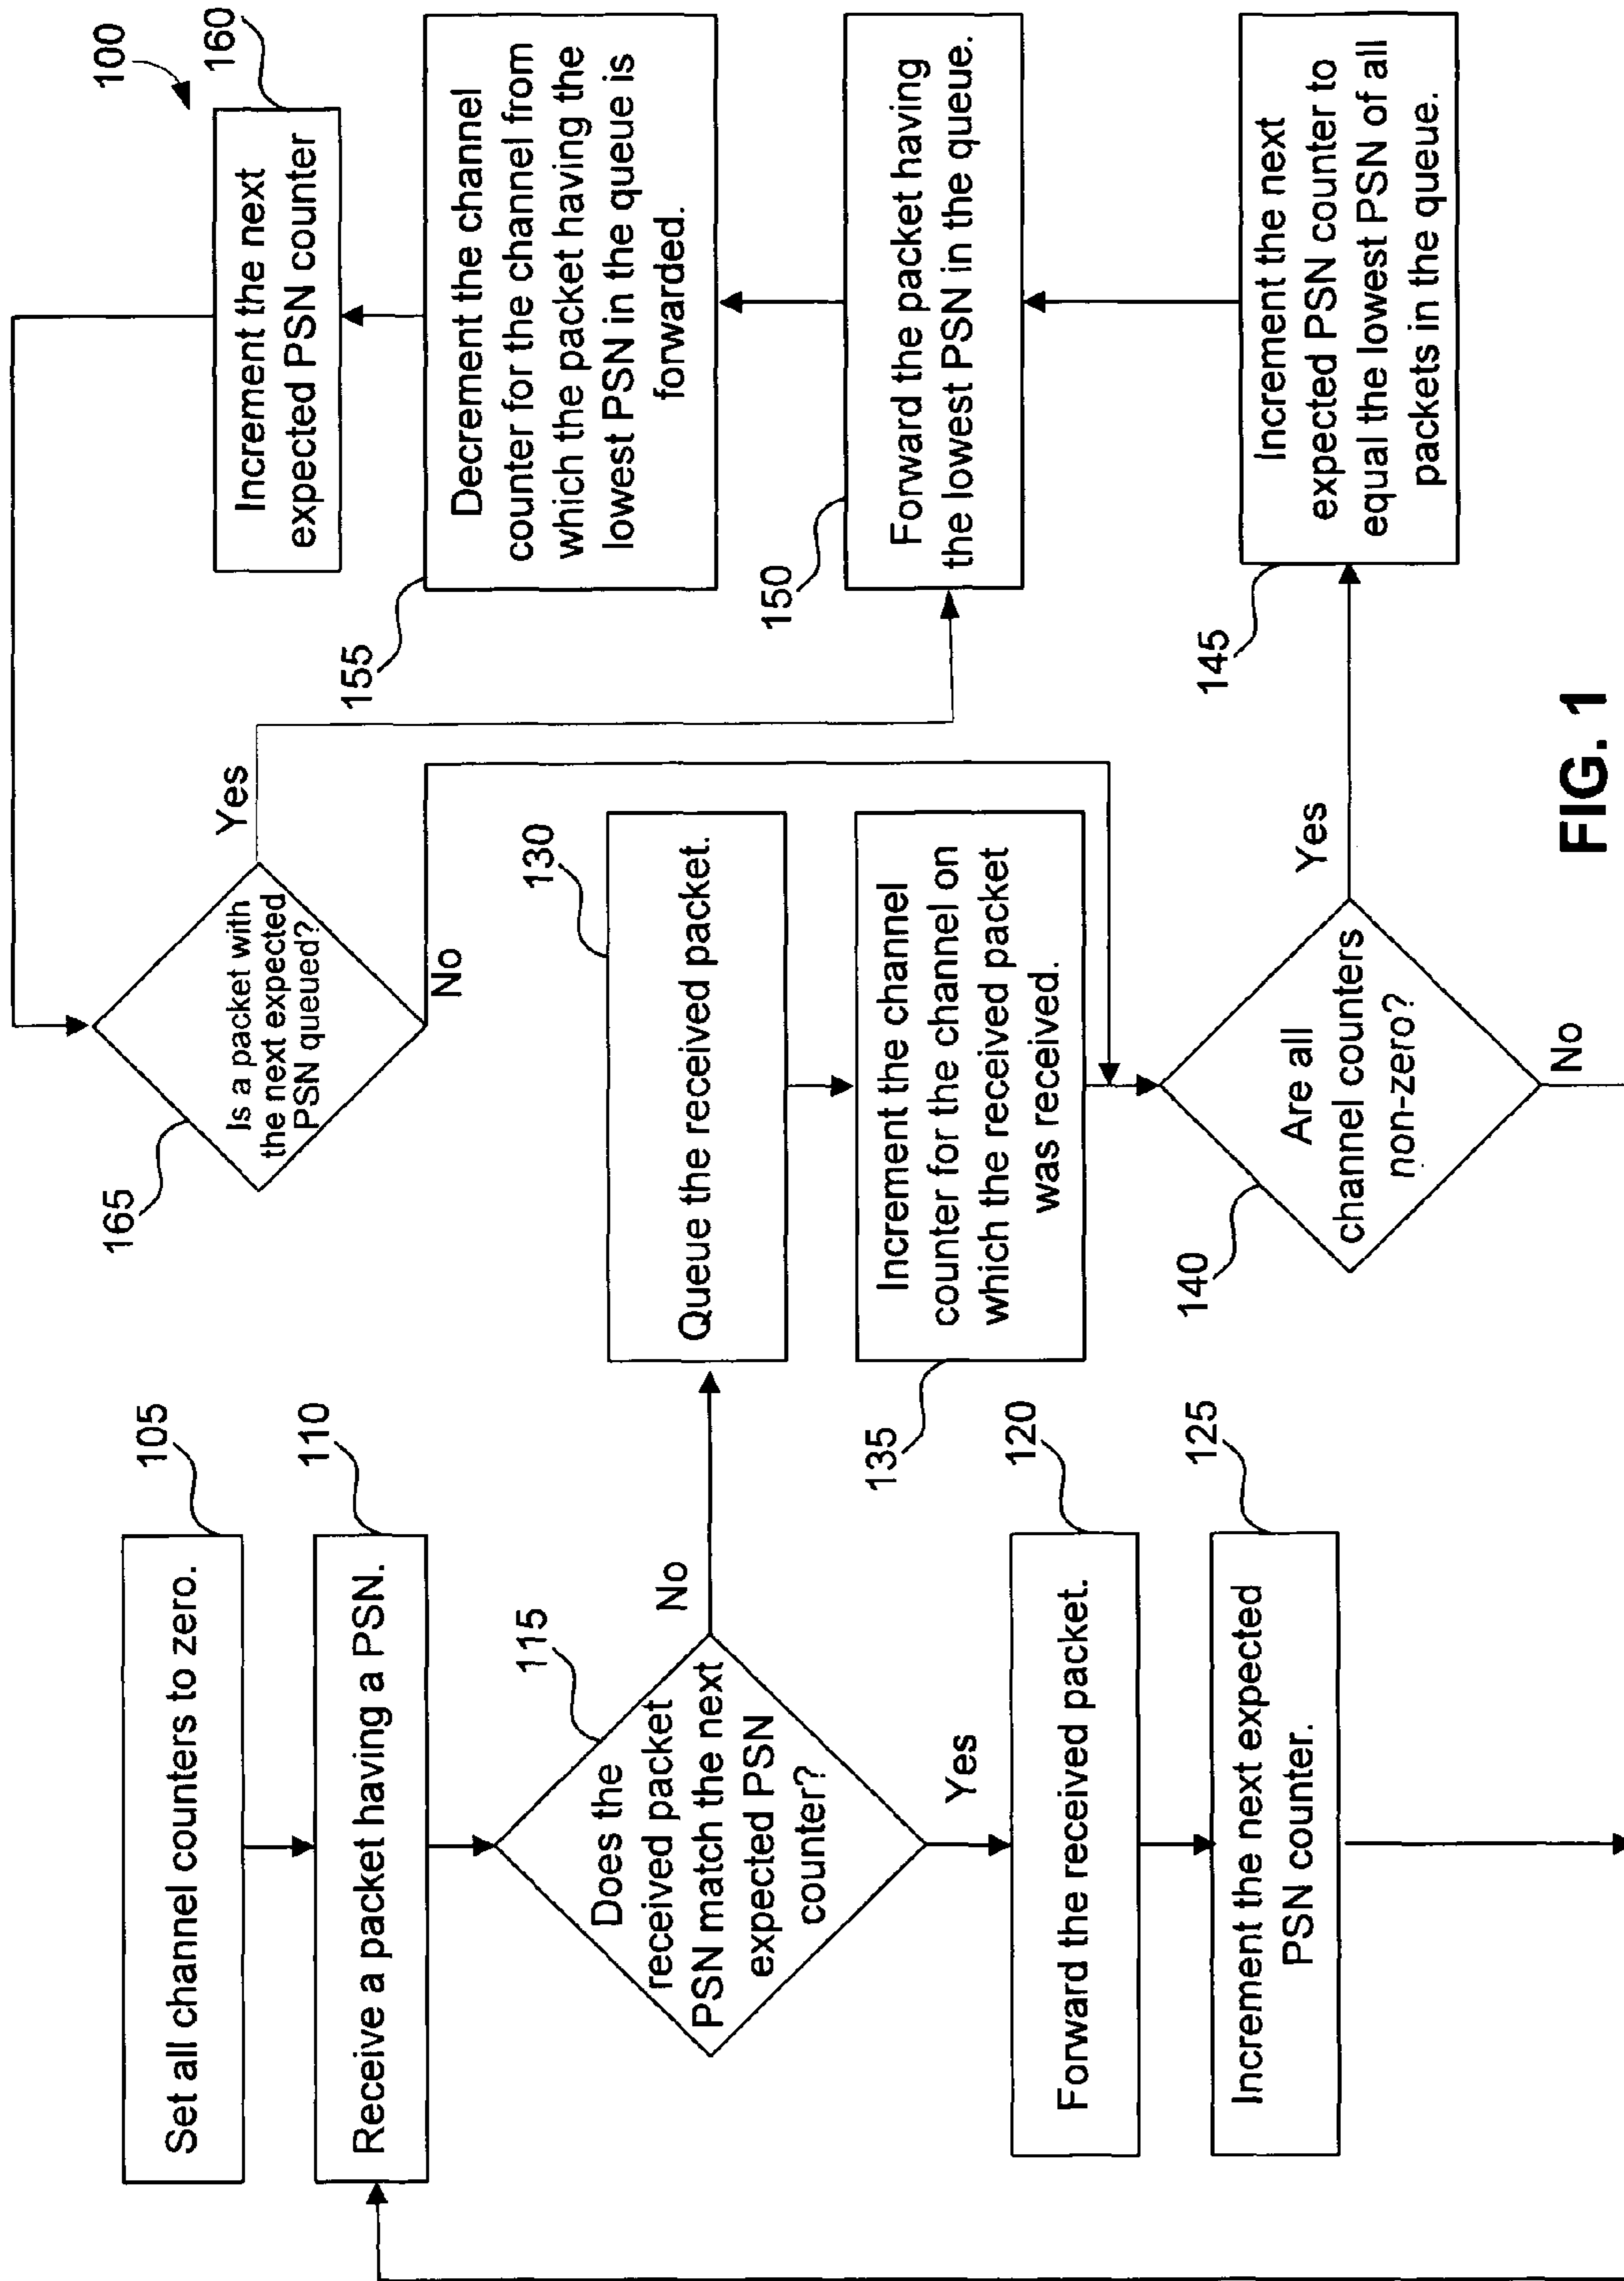 100
105
Set all channel counters to zero.
110
Receive a packet having a PSN.
115
Does the
received packet
PSN match the next
expected PSN
counter?
No
Yes
120
Forward the received packet.
125
Increment the next expected
PSN counter.
130
Queue the received packet.
135
Increment the channel
counter for the channel on
which the received packet
was received.
140
Are all
channel counters
non-zero?
No
Yes
145
Increment the next
expected PSN counter to
equal the lowest PSN of all
packets in the queue.
150
Forward the packet having
the lowest PSN in the queue.
155
Decrement the channel
counter for the channel from
which the packet having the
lowest PSN in the queue is
forwarded.
160
Increment the next
expected PSN counter
165
Is a packet with
the next expected
PSN queued?
Yes
No
FIG. 1